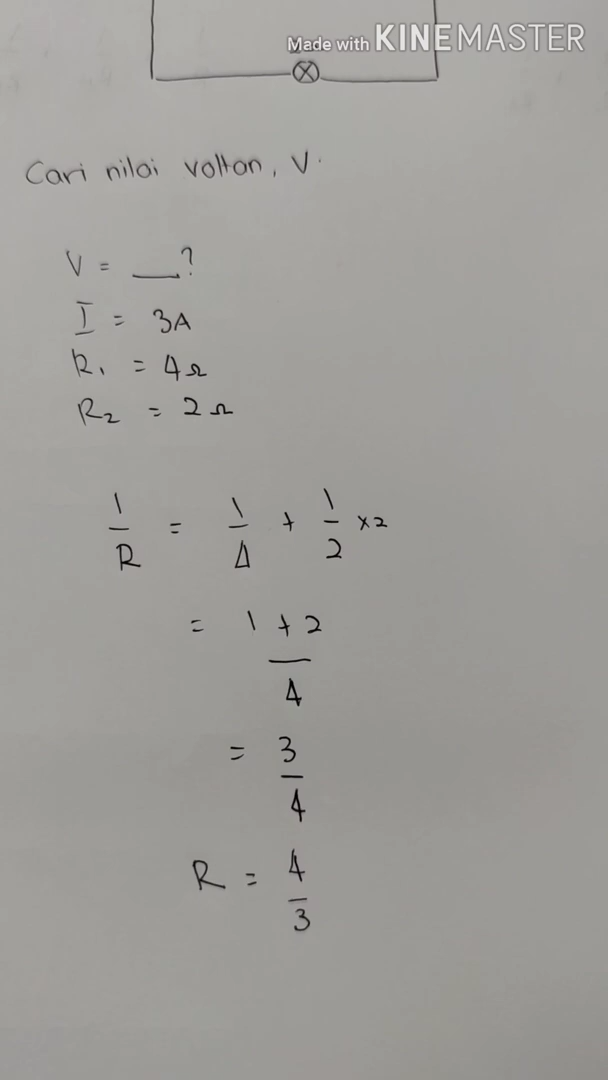 Made with KINEMASTER
Cari nilai voltan, V.
V = __?
I = 3A
R₁ = 4Ω
R₂ = 2Ω
1/R = 1/4 + 1/2 ×2
= 1 + 2/4
= 3/4
R = 4/3